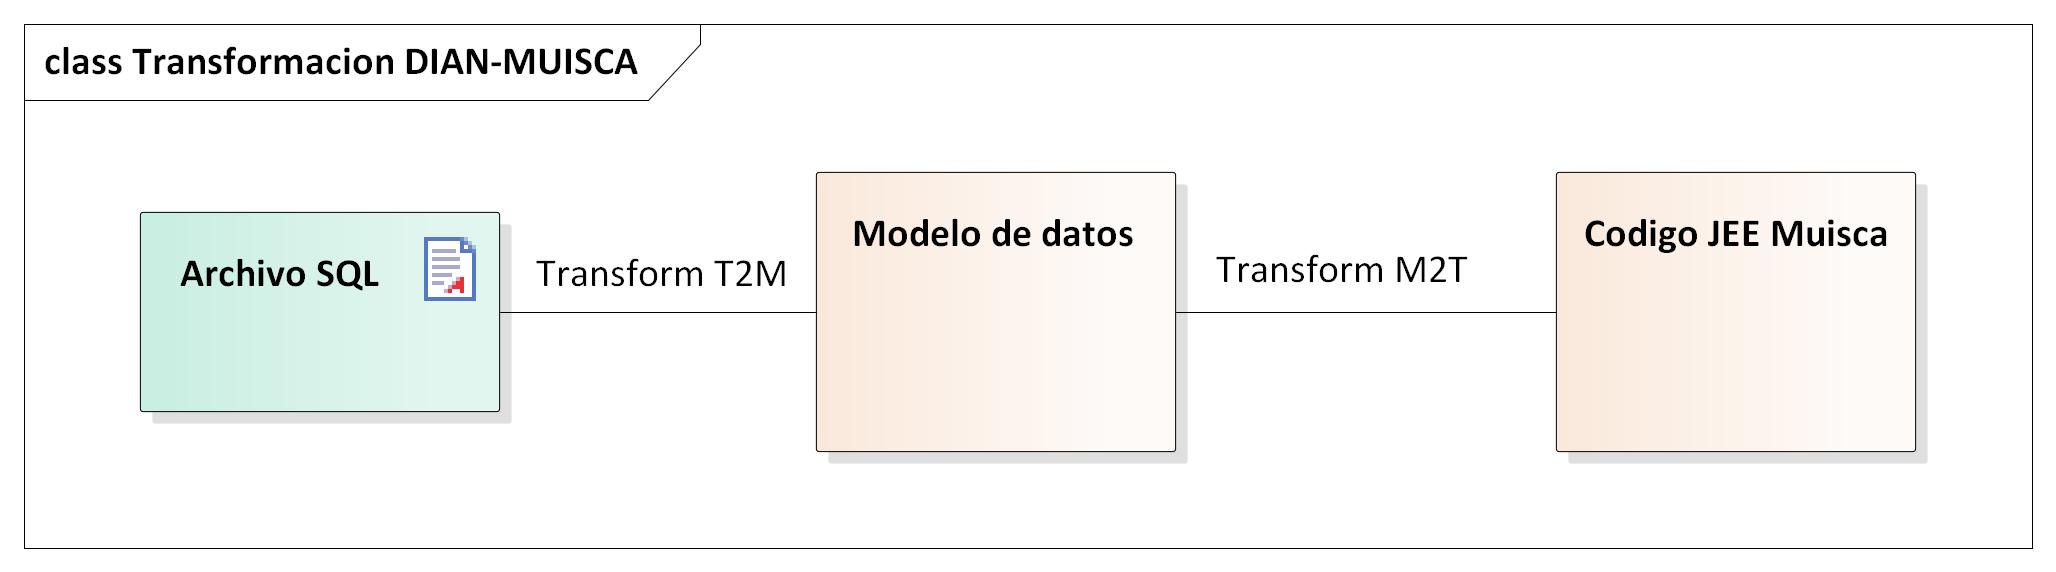 class Transformacion DIAN-MUISCA
Archivo SQL
Transform T2M
Modelo de datos
Transform M2T
Codigo JEE Muisca